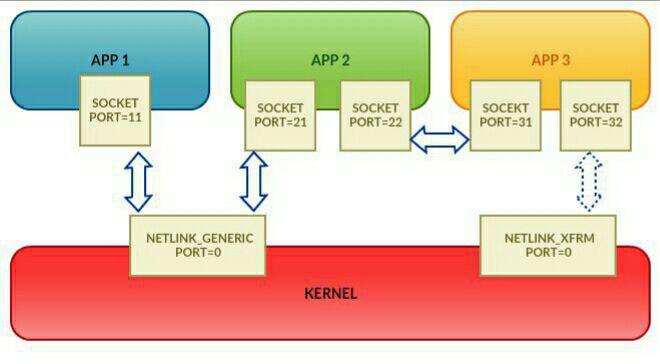 APP 1
APP 2
APP 3
SOCKET
PORT=11
SOCKET
PORT=21
SOCKET
PORT=22
SOCEKT
PORT=31
SOCKET
PORT=32
NETLINK_GENERIC
PORT=0
NETLINK_XFRM
PORT=0
KERNEL